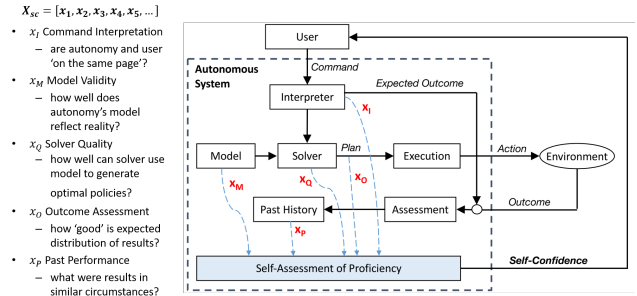 X_sc = [x_1, x_2, x_3, x_4, x_5, …]
• x_I Command Interpretation
– are autonomy and user
'on the same page'?
• x_M Model Validity
– how well does
autonomy's model
reflect reality?
• x_Q Solver Quality
– how well can solver use
model to generate
optimal policies?
• x_O Outcome Assessment
– how 'good' is expected
distribution of results?
• x_P Past Performance
– what were results in
similar circumstances?
User
Autonomous
System
Command
Expected Outcome
Interpreter
x_I
Model
Solver
Plan
Execution
Action
Environment
x_M
x_Q
x_O
Past History
Assessment
Outcome
x_P
Self-Assessment of Proficiency
Self-Confidence